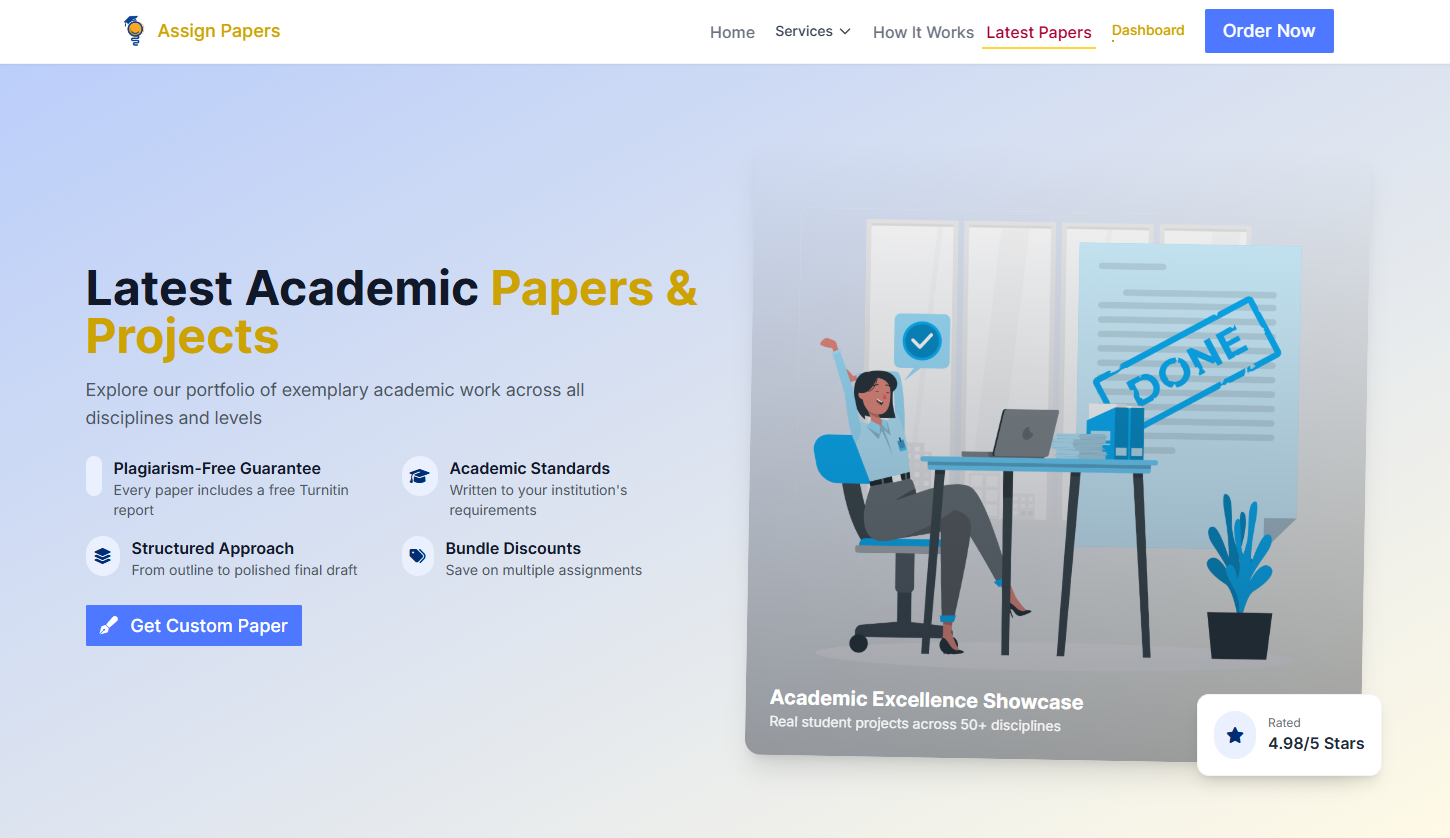 Assign Papers
Home
Services
How It Works
Latest Papers
Dashboard
Order Now
Latest Academic Papers &
Projects
Explore our portfolio of exemplary academic work across all
disciplines and levels
Plagiarism-Free Guarantee
Every paper includes a free Turnitin
report
Academic Standards
Written to your institution's
requirements
Structured Approach
From outline to polished final draft
Bundle Discounts
Save on multiple assignments
Get Custom Paper
DONE
Academic Excellence Showcase
Real student projects across 50+ disciplines
Rated
4.98/5 Stars